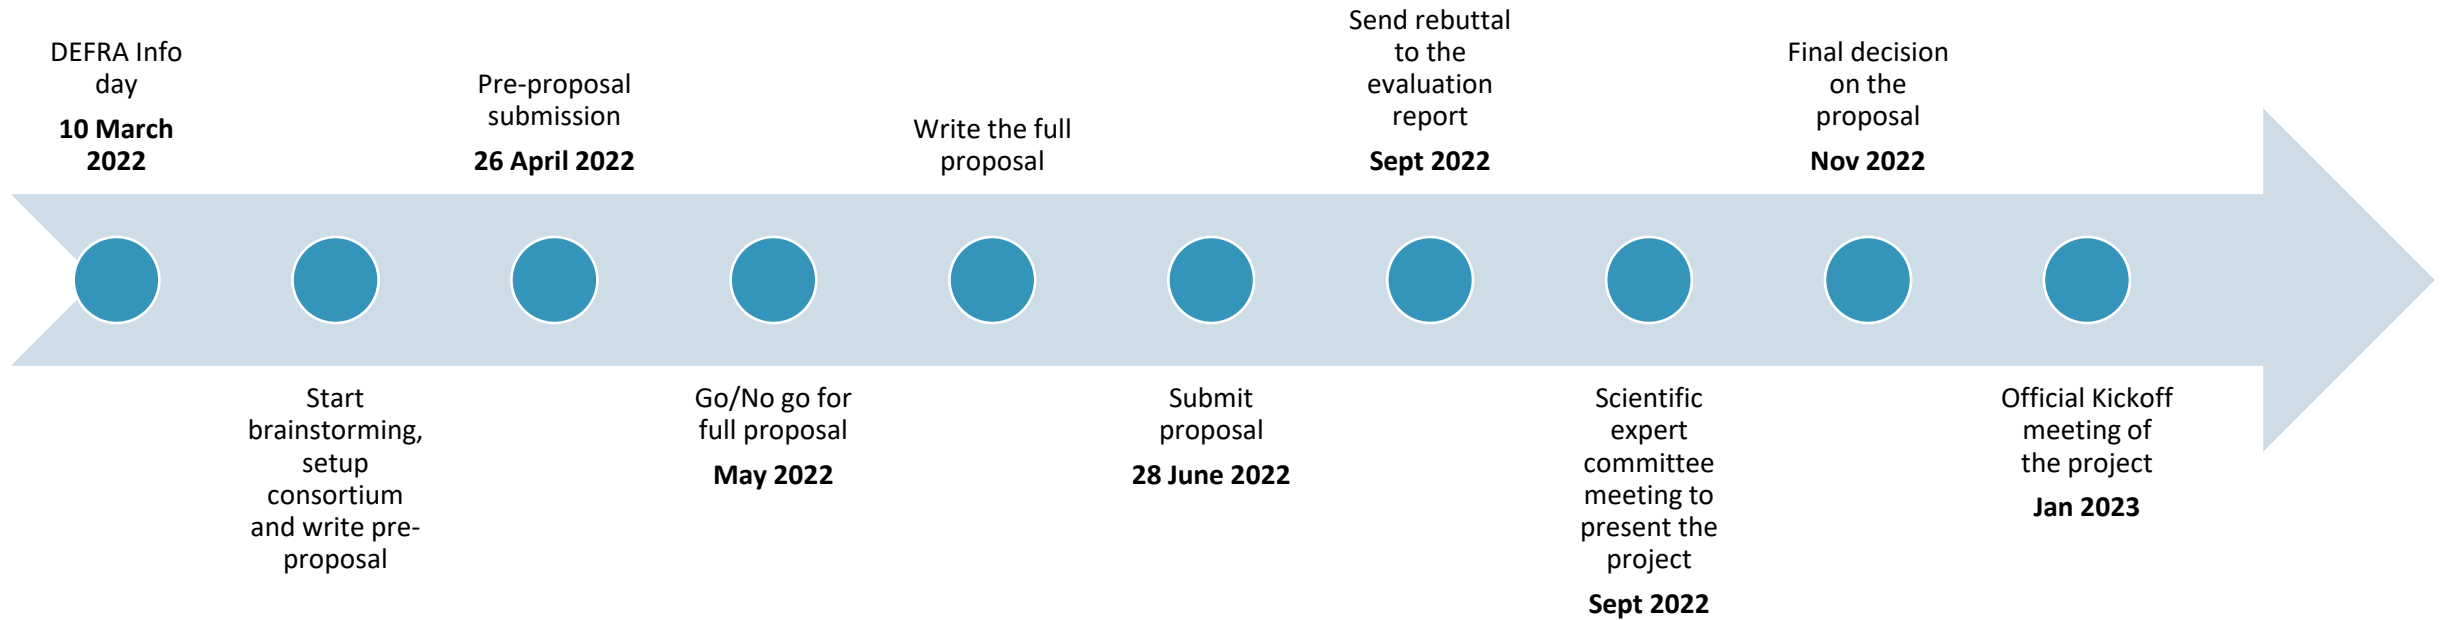 DEFRA Info
day
10 March
2022
Start
brainstorming,
setup
consortium
and write pre-
proposal
Pre-proposal
submission
26 April 2022
Go/No go for
full proposal
May 2022
Write the full
proposal
Submit
proposal
28 June 2022
Send rebuttal
to the
evaluation
report
Sept 2022
Scientific
expert
committee
meeting to
present the
project
Sept 2022
Final decision
on the
proposal
Nov 2022
Official Kickoff
meeting of
the project
Jan 2023